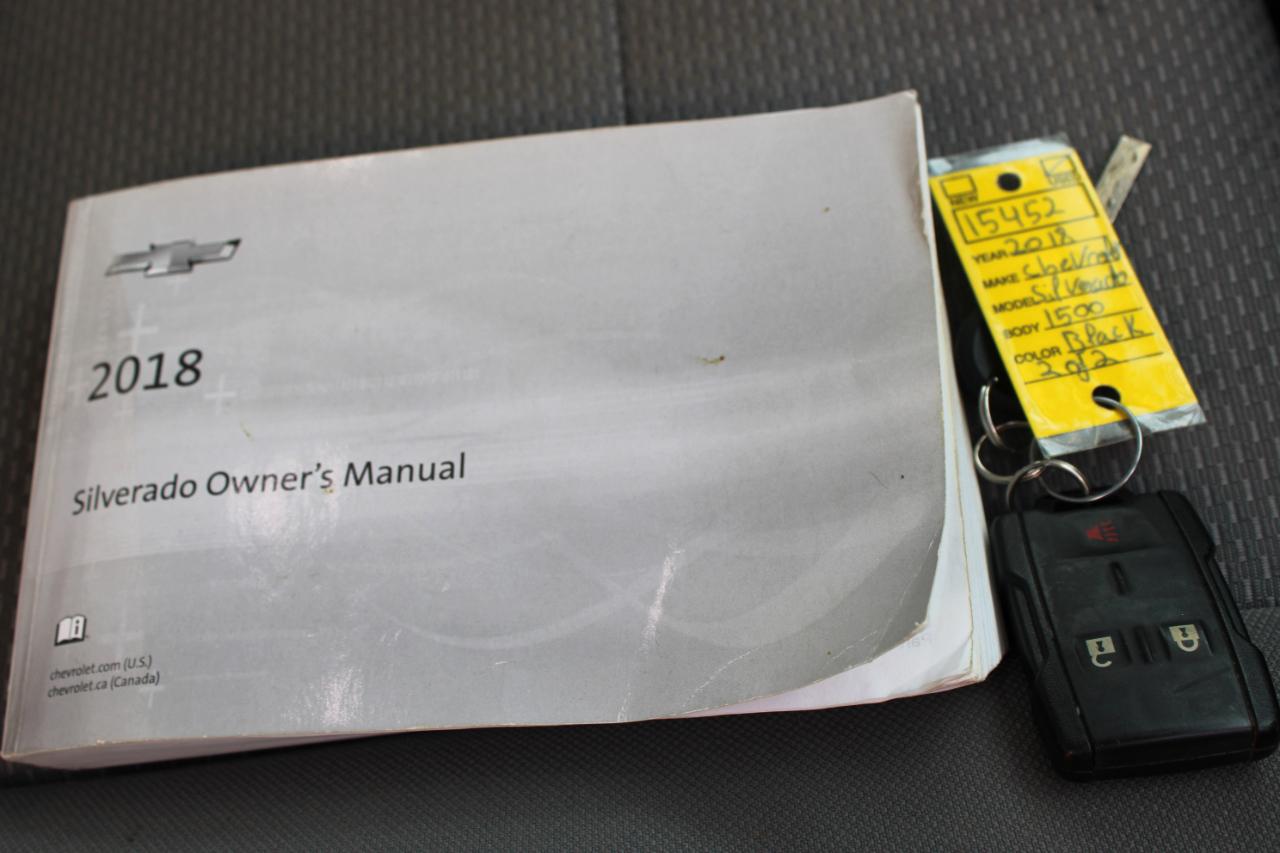 2018
Silverado Owner's Manual
chevrolet.com (U.S.)
chevrolet.ca (Canada)
NEW
USED
15452
YEAR 2018
MAKE Chevrolet
MODEL Silverado
BODY 1500
COLOR Black
2 of 2